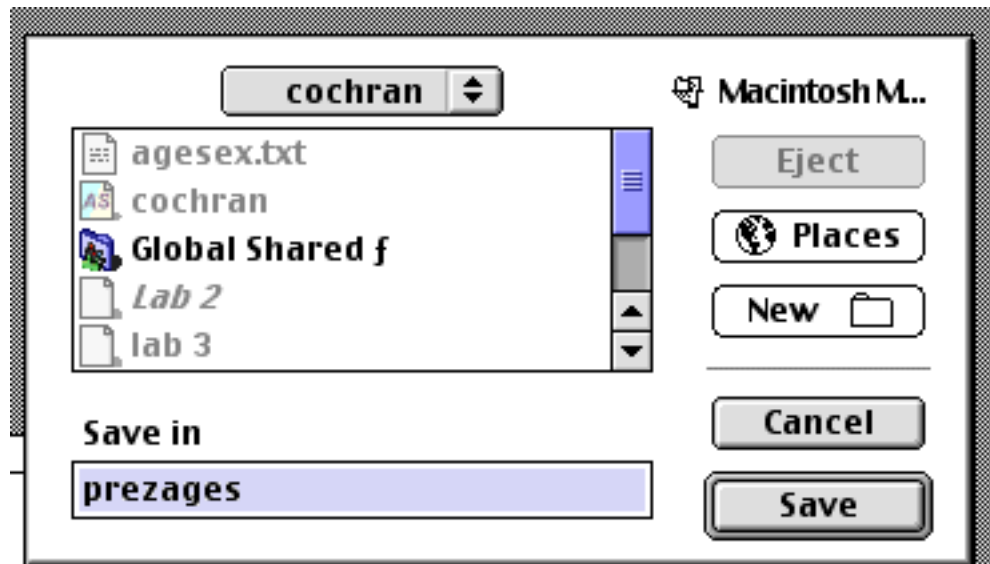 cochran
Macintosh M...
agesex.txt
AS cochran
Global Shared ƒ
Lab 2
lab 3
Eject
Places
New
Save in
prezages
Cancel
Save